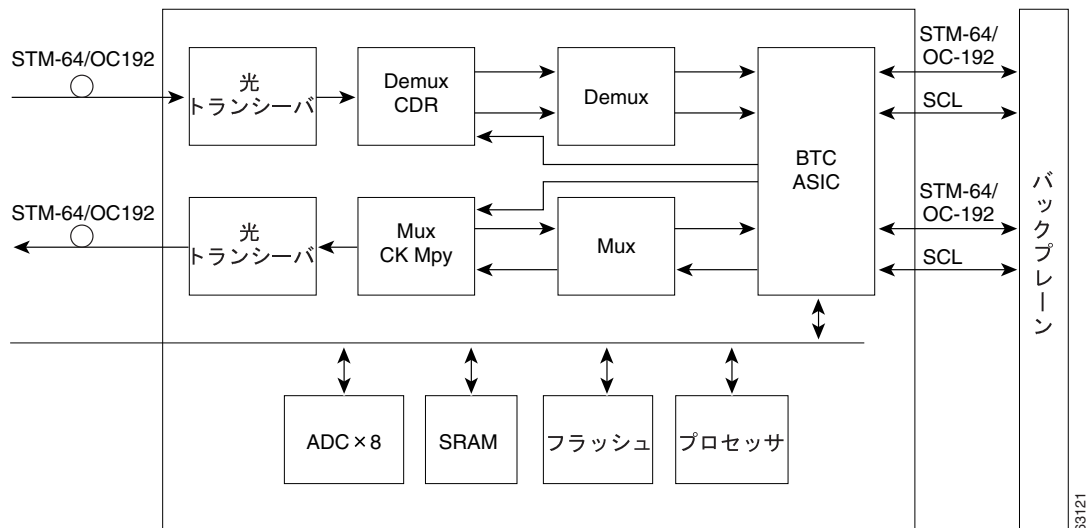 STM-64/OC192
光
トランシーバ
Demux
CDR
Demux
BTC
ASIC
STM-64/
OC-192
SCL
STM-64/OC192
光
トランシーバ
Mux
CK Mpy
Mux
STM-64/
OC-192
SCL
バックプレーン
ADC×8
SRAM
フラッシュ
プロセッサ
63121